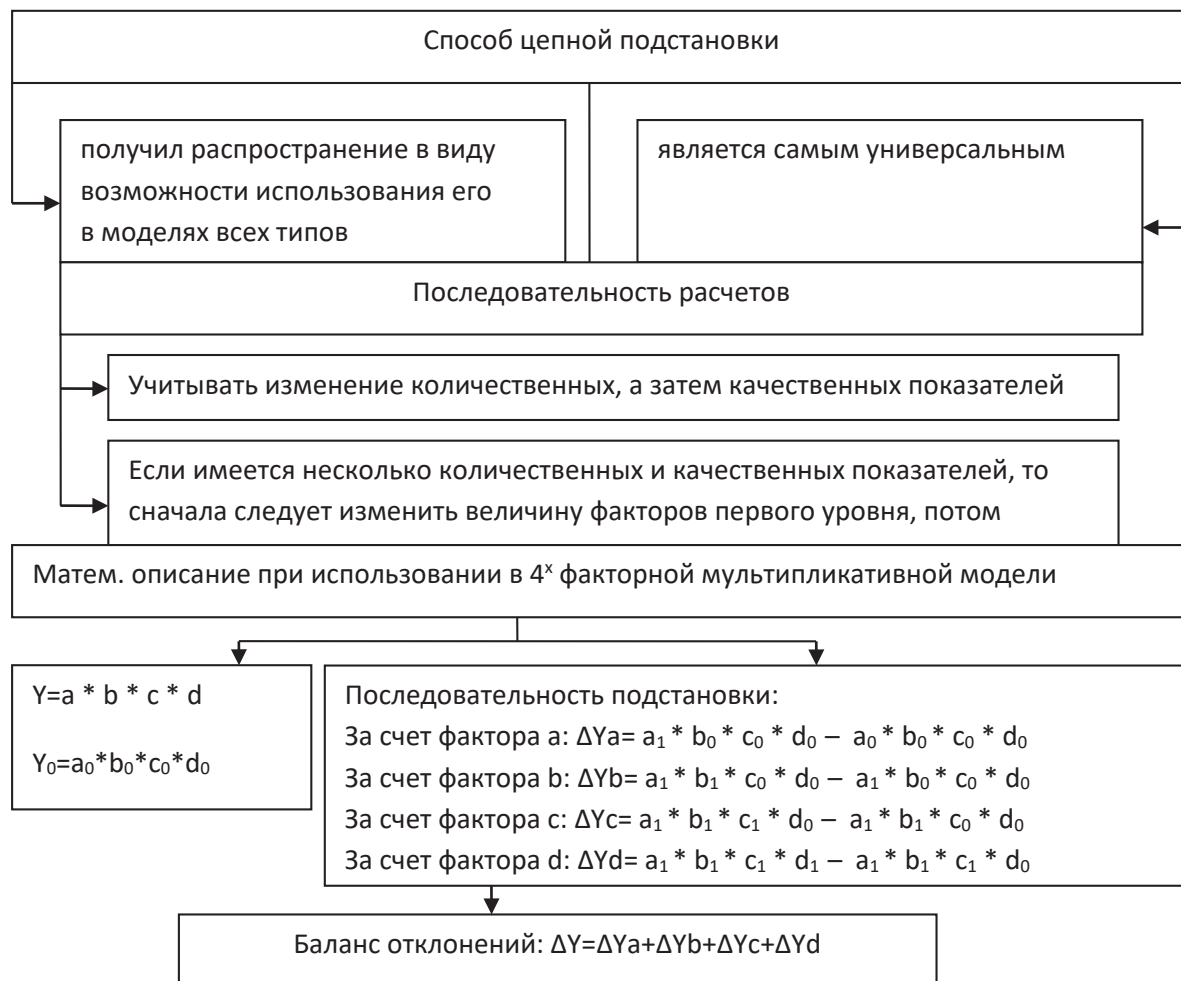 Способ цепной подстановки
получил распространение в виду
возможности использования его
в моделях всех типов
является самым универсальным
Последовательность расчетов
Учитывать изменение количественных, а затем качественных показателей
Если имеется несколько количественных и качественных показателей, то
сначала следует изменить величину факторов первого уровня, потом
Матем. описание при использовании в 4ˣ факторной мультипликативной модели
Y=a * b * c * d
Y₀=a₀*b₀*c₀*d₀
Последовательность подстановки:
За счет фактора a: ΔYa= a₁ * b₀ * c₀ * d₀ – a₀ * b₀ * c₀ * d₀
За счет фактора b: ΔYb= a₁ * b₁ * c₀ * d₀ – a₁ * b₀ * c₀ * d₀
За счет фактора c: ΔYc= a₁ * b₁ * c₁ * d₀ – a₁ * b₁ * c₀ * d₀
За счет фактора d: ΔYd= a₁ * b₁ * c₁ * d₁ – a₁ * b₁ * c₁ * d₀
Баланс отклонений: ΔY=ΔYa+ΔYb+ΔYc+ΔYd